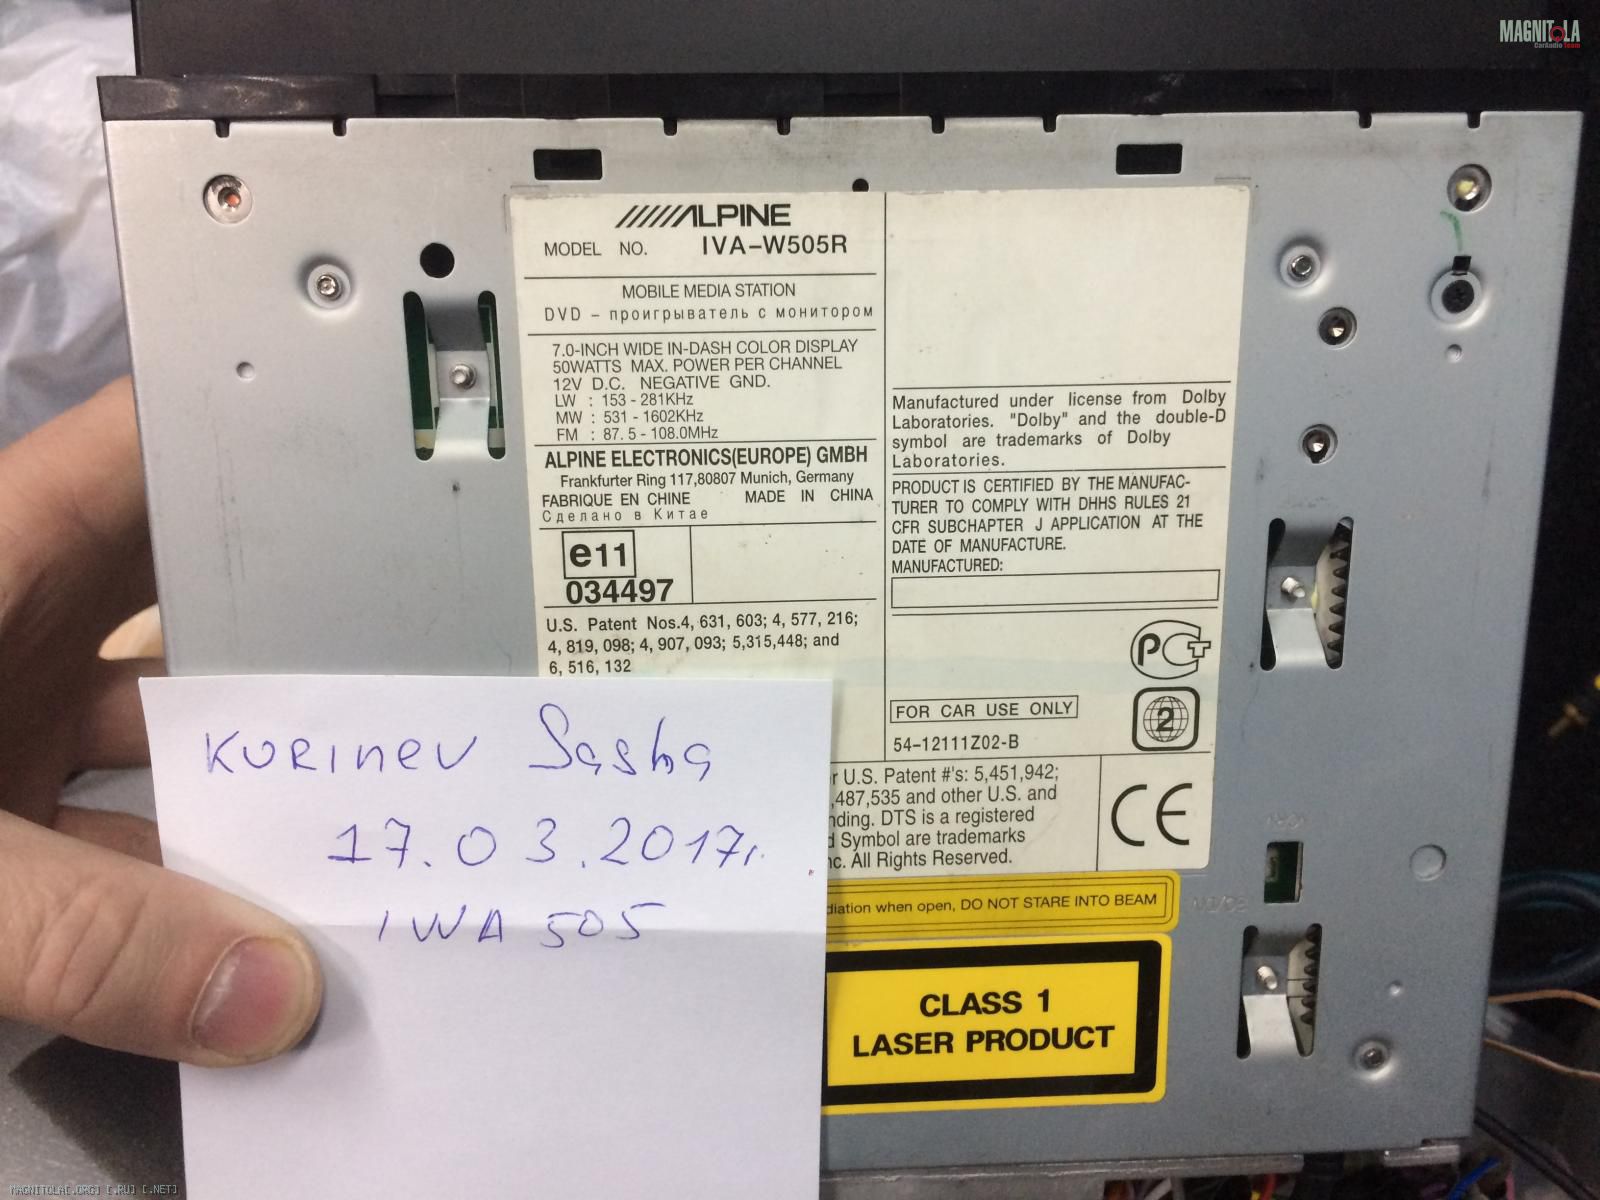 MAGNITOLA
CarAudio Team
ALPINE
MODEL NO. IVA-W505R
MOBILE MEDIA STATION
DVD – проигрыватель с монитором
7.0-INCH WIDE IN-DASH COLOR DISPLAY
50WATTS MAX. POWER PER CHANNEL
12V D.C. NEGATIVE GND.
LW : 153 - 281KHz
MW : 531 - 1602KHz
FM : 87.5 - 108.0MHz
ALPINE ELECTRONICS(EUROPE) GMBH
Frankfurter Ring 117,80807 Munich, Germany
FABRIQUE EN CHINE MADE IN CHINA
Сделано в Китае
e11
034497
U.S. Patent Nos.4, 631, 603; 4, 577, 216;
4, 819, 098; 4, 907, 093; 5,315,448; and
6, 516, 132
Manufactured under license from Dolby
Laboratories. "Dolby" and the double-D
symbol are trademarks of Dolby
Laboratories.
PRODUCT IS CERTIFIED BY THE MANUFAC-
TURER TO COMPLY WITH DHHS RULES 21
CFR SUBCHAPTER J APPLICATION AT THE
DATE OF MANUFACTURE.
MANUFACTURED:
РСТ
FOR CAR USE ONLY
2
54-12111Z02-B
r U.S. Patent #'s: 5,451,942;
,487,535 and other U.S. and
nding. DTS is a registered
d Symbol are trademarks
nc. All Rights Reserved.
CE
diation when open, DO NOT STARE INTO BEAM
CLASS 1
LASER PRODUCT
KURINEV Sasha
17.03.2017г.
IWA 505
MAGNITOLA[.ORG] [.RU] [.NET]